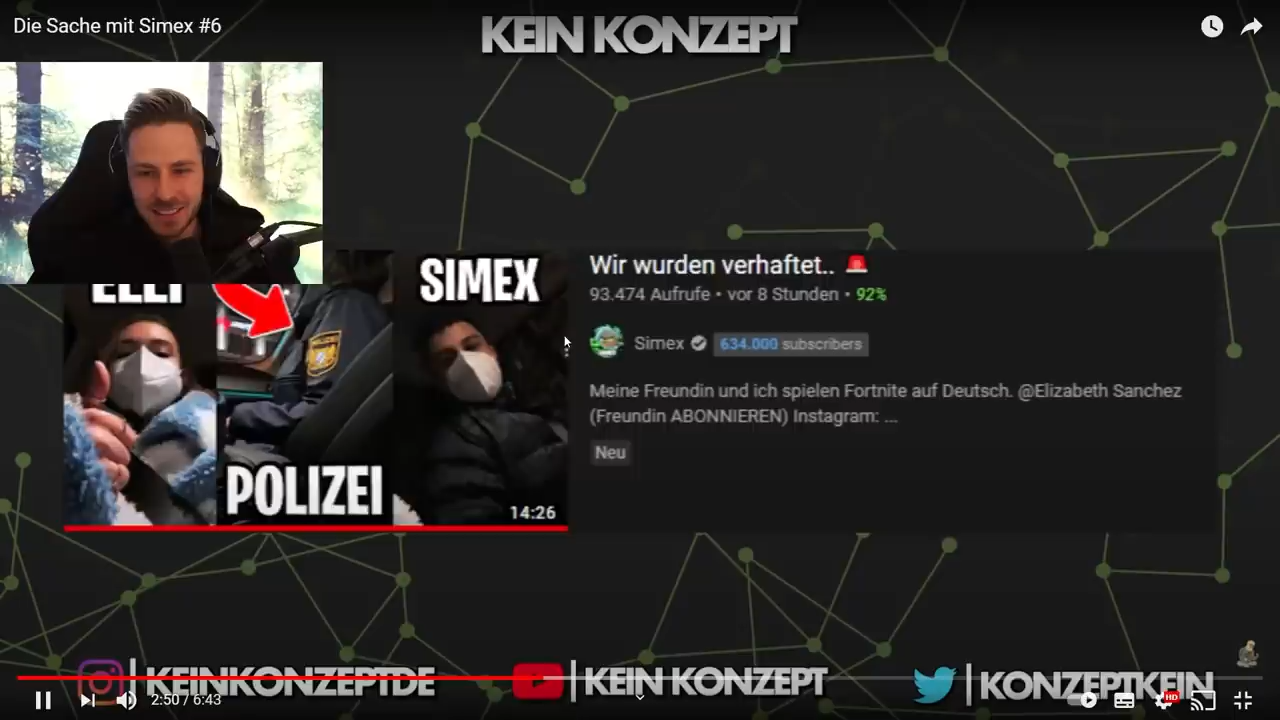 Die Sache mit Simex #6
KEIN KONZEPT
ELLI
SIMEX
POLIZEI
14:26
Wir wurden verhaftet..
93.474 Aufrufe • vor 8 Stunden • 92%
Simex 634.000 subscribers
Meine Freundin und ich spielen Fortnite auf Deutsch. @Elizabeth Sanchez
(Freundin ABONNIEREN) Instagram: ...
Neu
KEINKONZEPTDE
KEIN KONZEPT
KONZEPTKEIN
2:50 / 6:43
HD